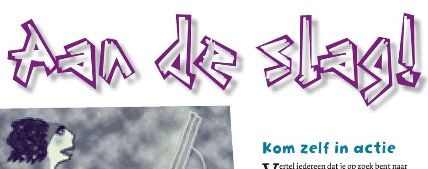 Aan de slag!
Kom zelf in actie
Vertel iedereen dat je op zoek bent naar